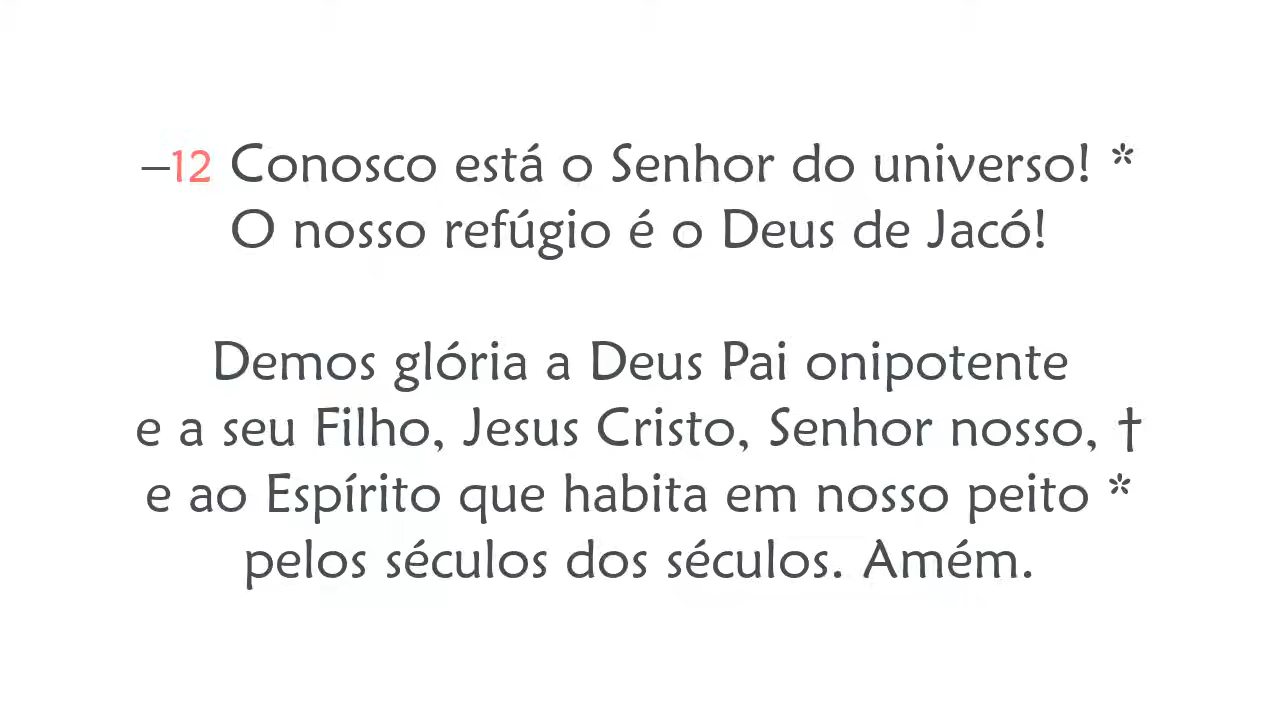 –12 Conosco está o Senhor do universo! *
O nosso refúgio é o Deus de Jacó!
Demos glória a Deus Pai onipotente
e a seu Filho, Jesus Cristo, Senhor nosso, †
e ao Espírito que habita em nosso peito *
pelos séculos dos séculos. Amém.